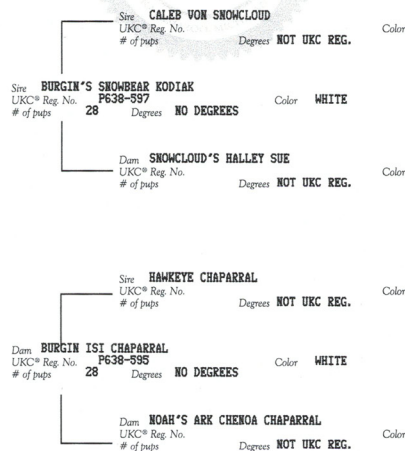 Sire CALEB VON SNOWCLOUD
UKC® Reg. No. Color
# of pups Degrees NOT UKC REG.
Sire BURGIN'S SNOWBEAR KODIAK
UKC® Reg. No. P638-597 Color WHITE
# of pups 28 Degrees NO DEGREES
Dam SNOWCLOUD'S HALLEY SUE
UKC® Reg. No. Color
# of pups Degrees NOT UKC REG.
Sire HAWKEYE CHAPARRAL
UKC® Reg. No. Color
# of pups Degrees NOT UKC REG.
Dam BURGIN ISI CHAPARRAL
UKC® Reg. No. P638-595 Color WHITE
# of pups 28 Degrees NO DEGREES
Dam NOAH'S ARK CHENOA CHAPARRAL
UKC® Reg. No. Color
# of pups Degrees NOT UKC REG.